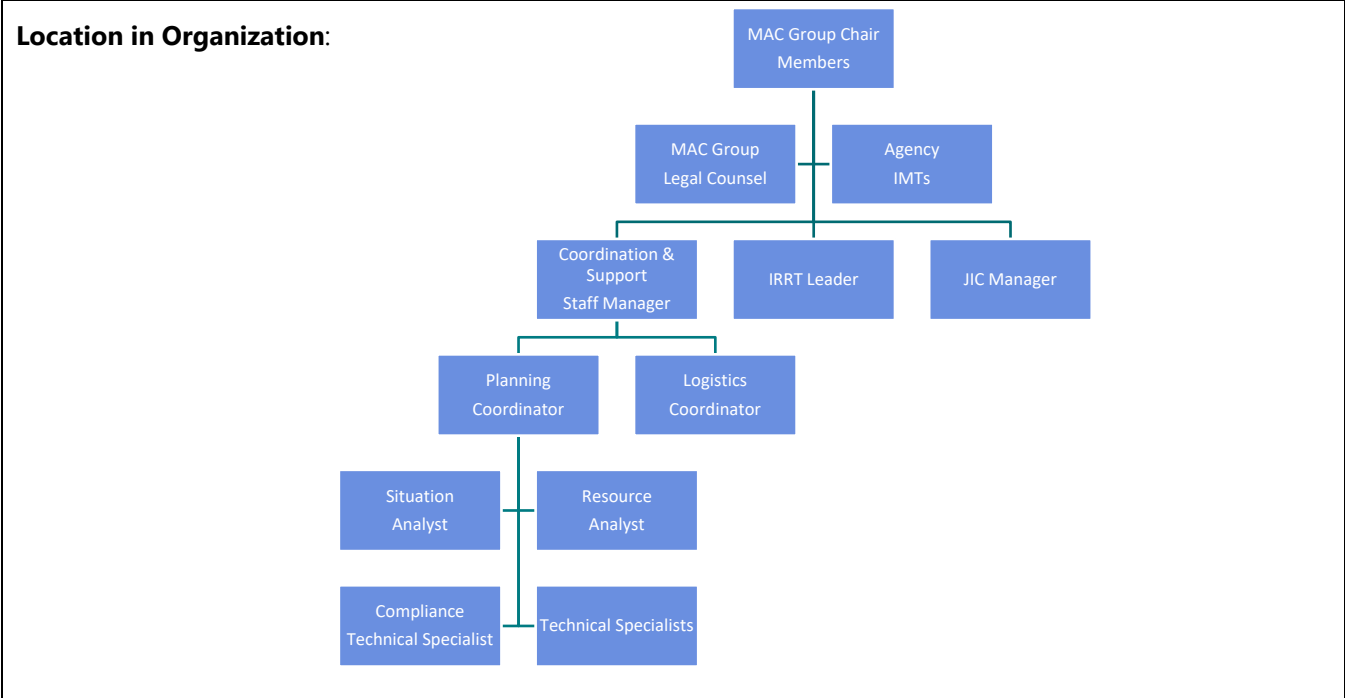 Location in Organization:
MAC Group Chair
Members
MAC Group
Legal Counsel
Agency
IMTs
Coordination &
Support
Staff Manager
IRRT Leader
JIC Manager
Planning
Coordinator
Logistics
Coordinator
Situation
Analyst
Resource
Analyst
Compliance
Technical Specialist
Technical Specialists